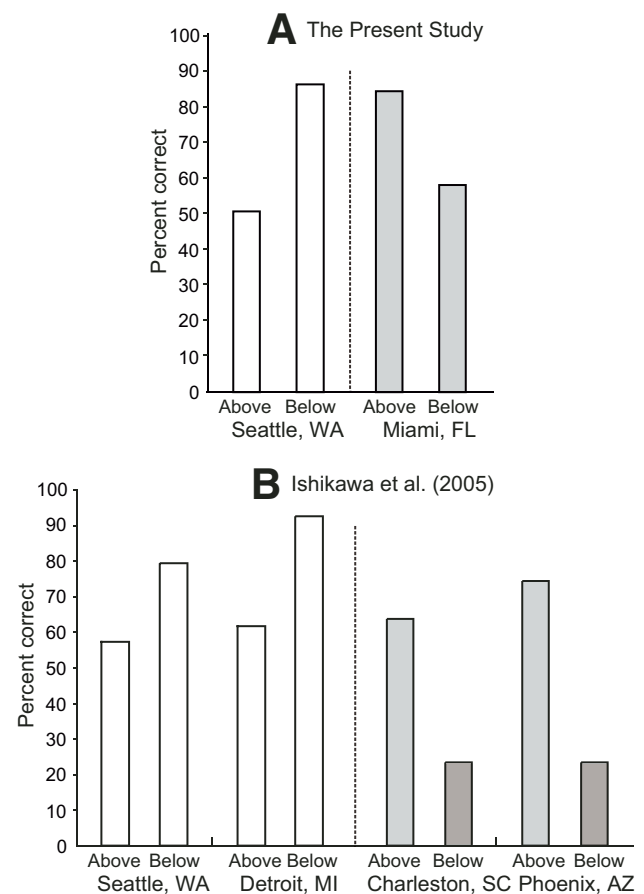 A The Present Study
100
90
80
70
60
50
40
30
20
10
0
Percent correct
Above Below Above Below
Seattle, WA Miami, FL
B Ishikawa et al. (2005)
100
90
80
70
60
50
40
30
20
10
0
Percent correct
Above Below Above Below Above Below Above Below
Seattle, WA Detroit, MI Charleston, SC Phoenix, AZ